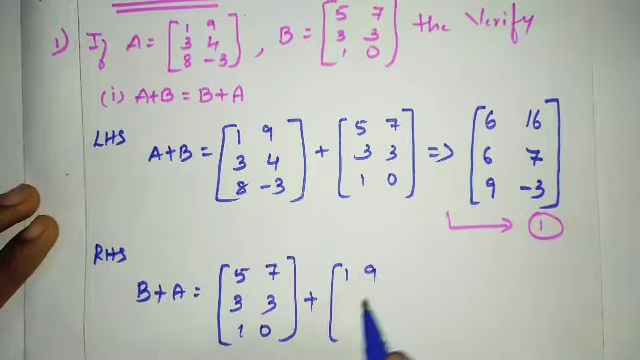 1) If A = [1 9 3 4 8 -3], B = [5 7 3 3 1 0] the Verify
(i) A+B = B+A
LHS
A+B = [1 9 3 4 8 -3] + [5 7 3 3 1 0] => [6 16 6 7 9 -3]
1
RHS
B+A = [5 7 3 3 1 0] + [1 9